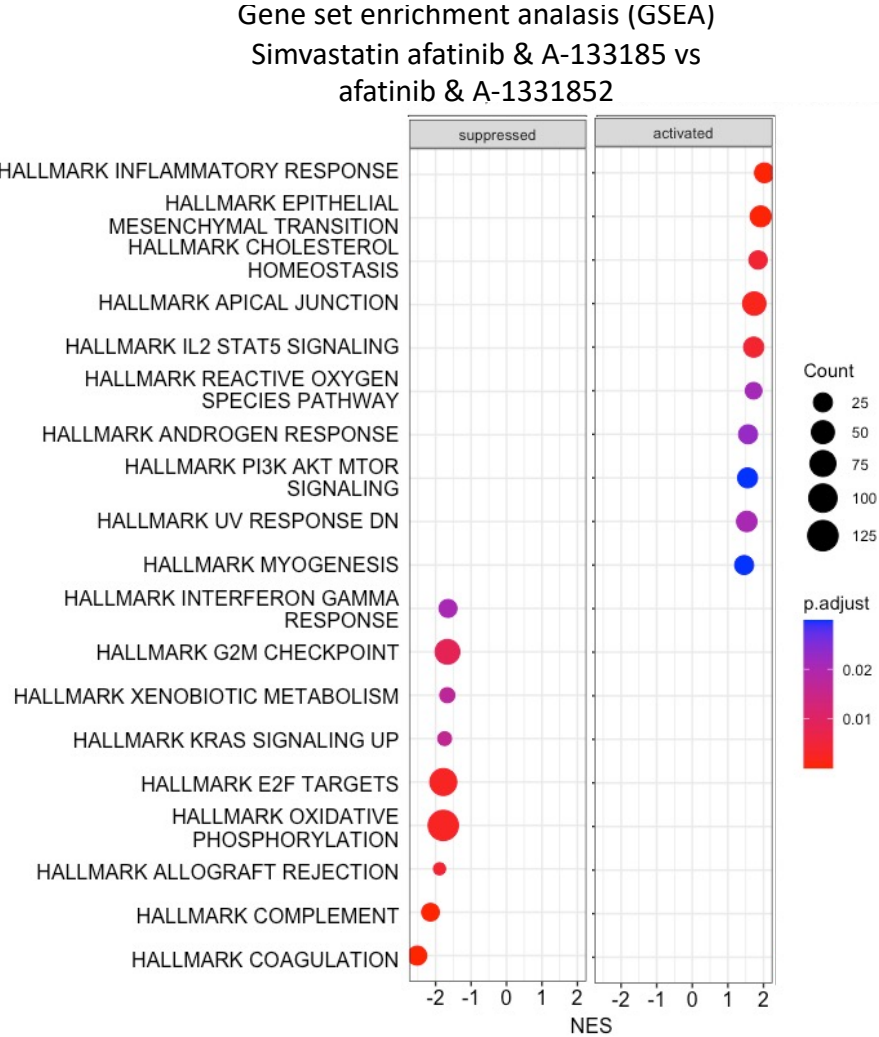 Gene set enrichment analasis (GSEA)
Simvastatin afatinib & A-133185 vs
afatinib & A-1331852
suppressed
activated
HALLMARK INFLAMMATORY RESPONSE
HALLMARK EPITHELIAL
MESENCHYMAL TRANSITION
HALLMARK CHOLESTEROL
HOMEOSTASIS
HALLMARK APICAL JUNCTION
HALLMARK IL2 STAT5 SIGNALING
HALLMARK REACTIVE OXYGEN
SPECIES PATHWAY
HALLMARK ANDROGEN RESPONSE
HALLMARK PI3K AKT MTOR
SIGNALING
HALLMARK UV RESPONSE DN
HALLMARK MYOGENESIS
HALLMARK INTERFERON GAMMA
RESPONSE
HALLMARK G2M CHECKPOINT
HALLMARK XENOBIOTIC METABOLISM
HALLMARK KRAS SIGNALING UP
HALLMARK E2F TARGETS
HALLMARK OXIDATIVE
PHOSPHORYLATION
HALLMARK ALLOGRAFT REJECTION
HALLMARK COMPLEMENT
HALLMARK COAGULATION
-2 -1 0 1 2
-2 -1 0 1 2
NES
Count
25
50
75
100
125
p.adjust
0.02
0.01